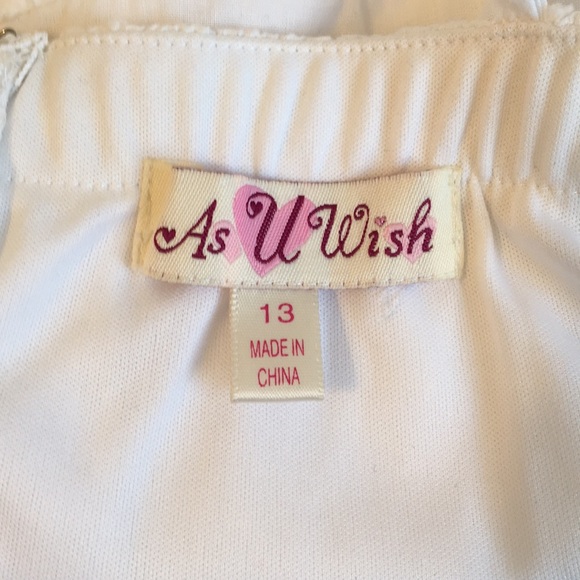 As U Wish
13
MADE IN
CHINA